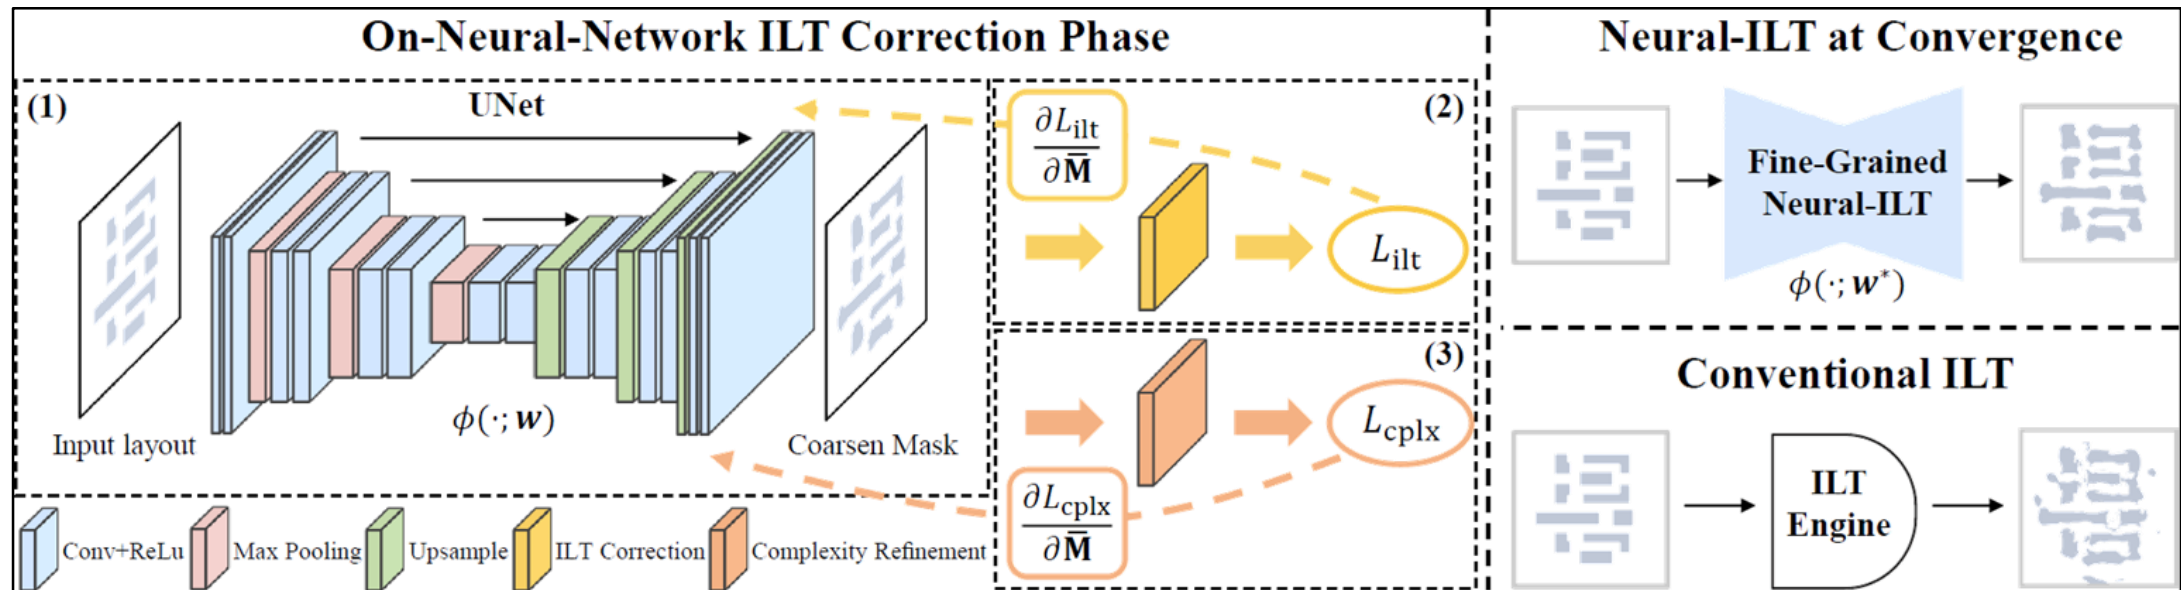 On-Neural-Network ILT Correction Phase
(1)
UNet
Input layout
ϕ(·; w)
Coarsen Mask
(2)
∂L_ilt
∂M̄
L_ilt
(3)
L_cplx
∂L_cplx
∂M̄
Conv+ReLu
Max Pooling
Upsample
ILT Correction
Complexity Refinement
Neural-ILT at Convergence
Fine-Grained
Neural-ILT
ϕ(·; w*)
Conventional ILT
ILT
Engine